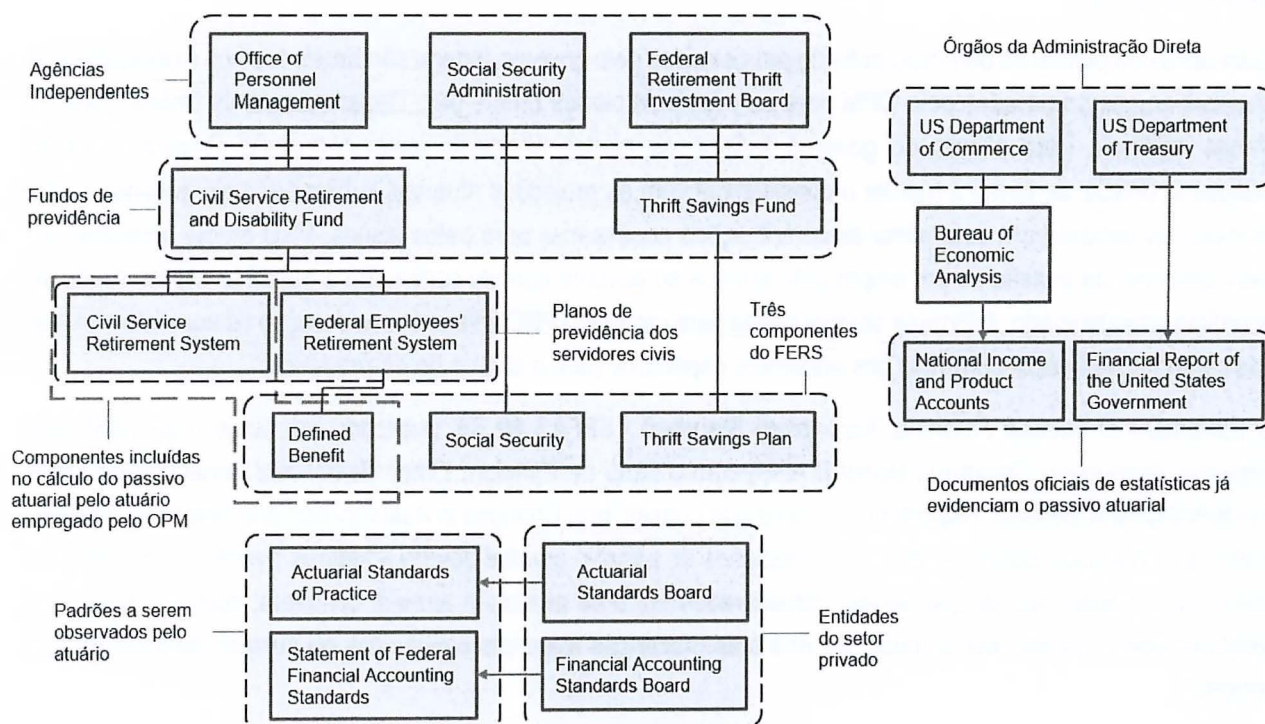 Agências
Independentes
Office of
Personnel
Management
Social Security
Administration
Federal
Retirement Thrift
Investment Board
Fundos de
previdência
Civil Service Retirement
and Disability Fund
Thrift Savings Fund
Civil Service
Retirement System
Federal Employees'
Retirement System
Planos de
previdência dos
servidores civis
Três
componentes
do FERS
Defined
Benefit
Social Security
Thrift Savings Plan
Componentes incluídas
no cálculo do passivo
atuarial pelo atuário
empregado pelo OPM
Órgãos da Administração Direta
US Department
of Commerce
US Department
of Treasury
Bureau of
Economic
Analysis
National Income
and Product
Accounts
Financial Report of
the United States
Government
Documentos oficiais de estatísticas já
evidenciam o passivo atuarial
Padrões a serem
observados pelo
atuário
Actuarial Standards
of Practice
Statement of Federal
Financial Accounting
Standards
Actuarial
Standards Board
Financial Accounting
Standards Board
Entidades
do setor
privado